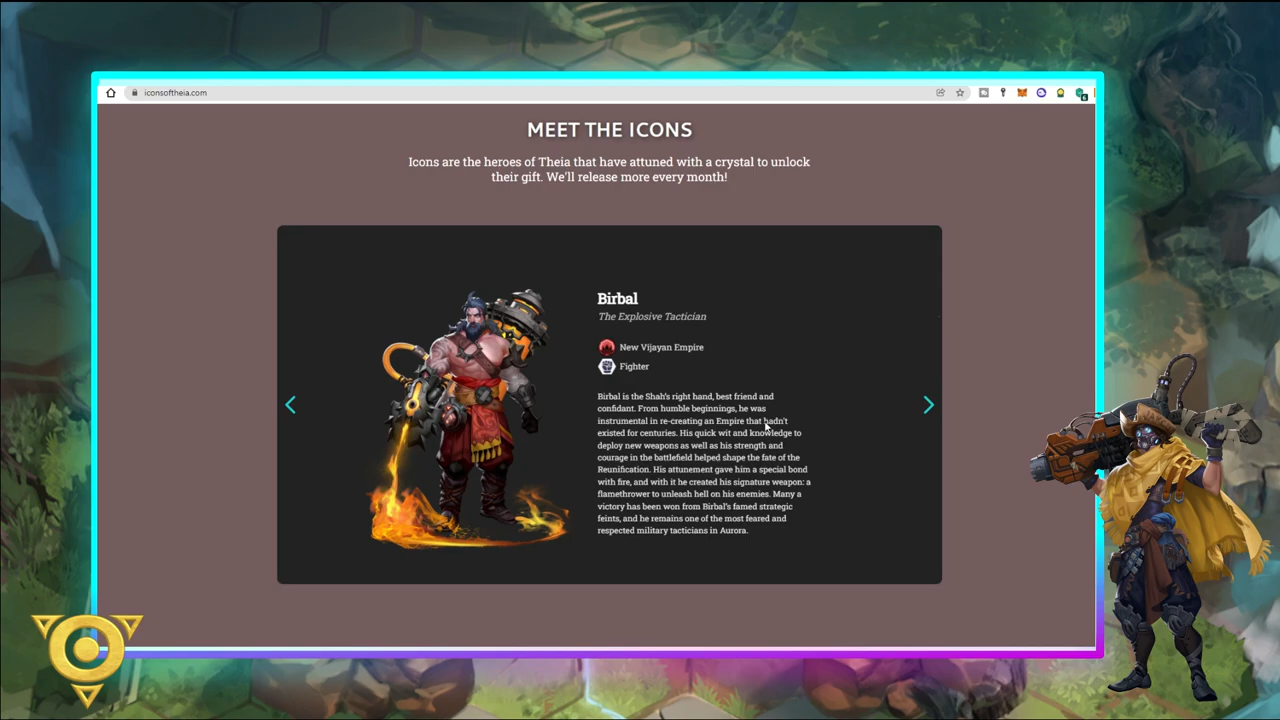 iconsoftheia.com
MEET THE ICONS
Icons are the heroes of Theia that have attuned with a crystal to unlock
their gift. We'll release more every month!
Birbal
The Explosive Tactician
New Vijayan Empire
Fighter
Birbal is the Shah's right hand, best friend and
confidant. From humble beginnings, he was
instrumental in re-creating an Empire that hadn't
existed for centuries. His quick wit and knowledge to
deploy new weapons as well as his strength and
courage in the battlefield helped shape the fate of the
Reunification. His attunement gave him a special bond
with fire, and with it he created his signature weapon: a
flamethrower to unleash hell on his enemies. Many a
victory has been won from Birbal's famed strategic
feints, and he remains one of the most feared and
respected military tacticians in Aurora.